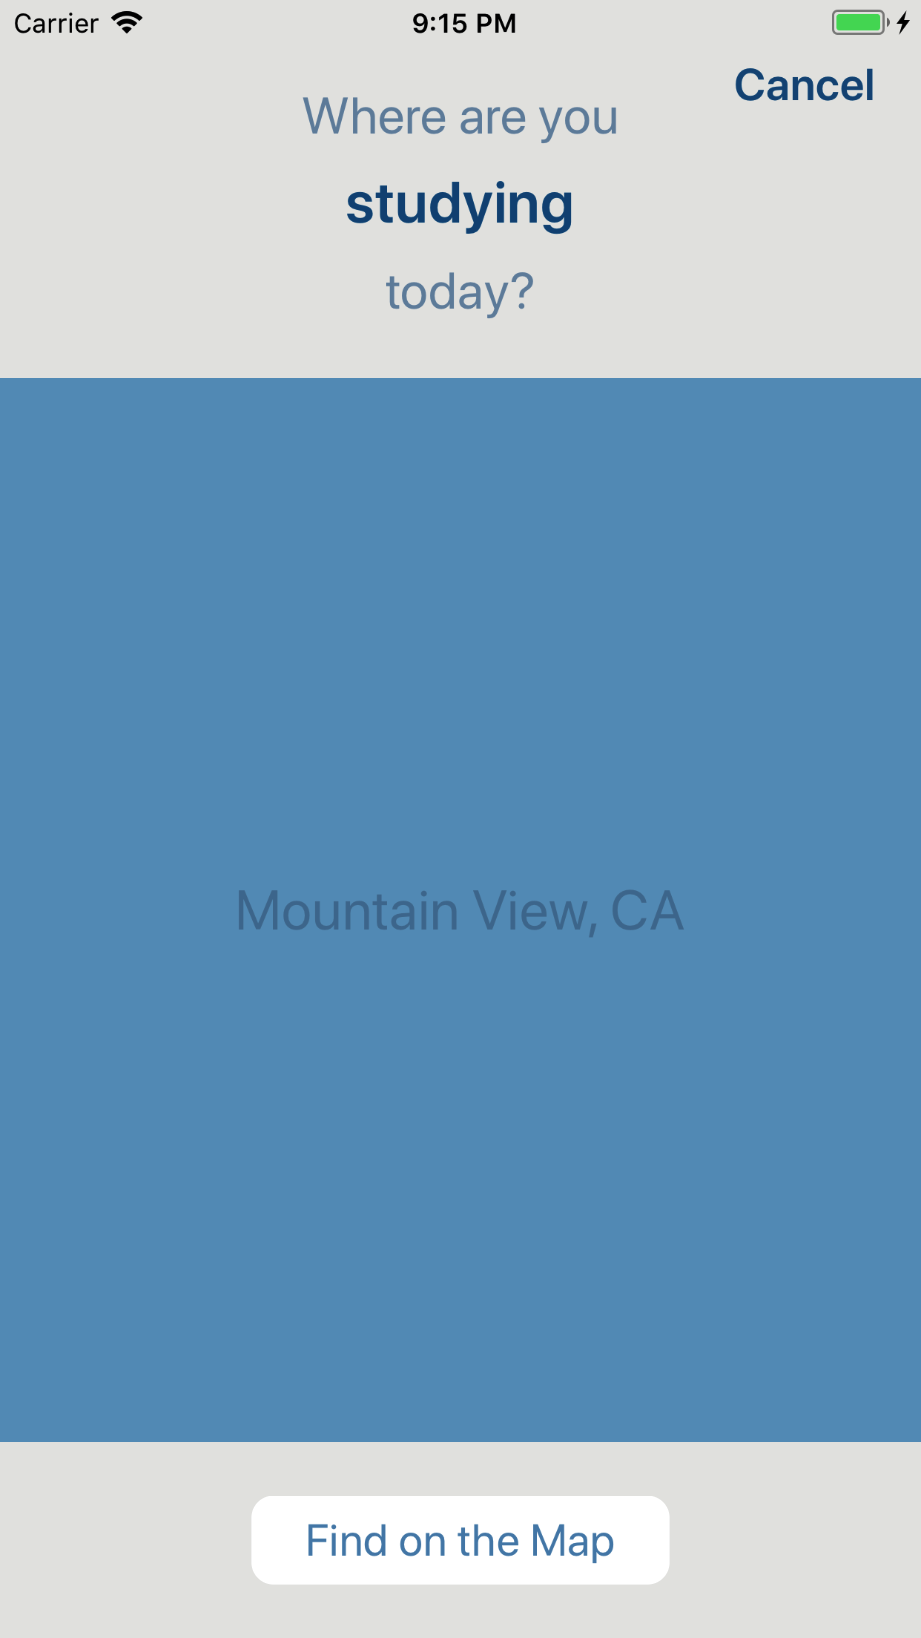 Carrier 9:15 PM
Cancel
Where are you
studying
today?
Mountain View, CA
Find on the Map